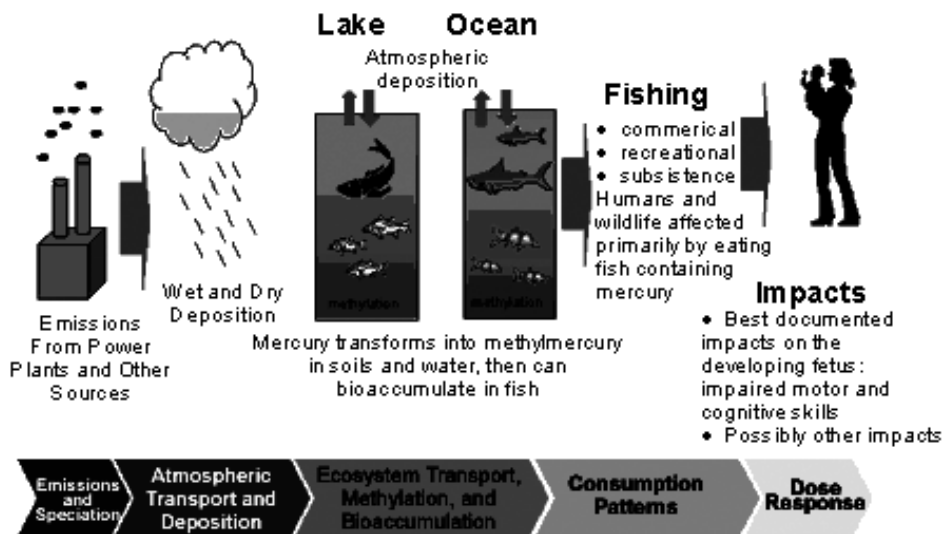 Lake
Ocean
Atmospheric
deposition
Fishing
• commerical
• recreational
• subsistence
Humans and
wildlife affected
primarily by eating
fish containing
mercury
Emissions
From Power
Plants and Other
Sources
Wet and Dry
Deposition
methylation
methylation
Mercury transforms into methylmercury
in soils and water, then can
bioaccumulate in fish
Impacts
• Best documented
impacts on the
developing fetus:
impaired motor and
cognitive skills
• Possibly other impacts
Emissions
and
Speciation
Atmospheric
Transport and
Deposition
Ecosystem Transport,
Methylation, and
Bioaccumulation
Consumption
Patterns
Dose
Response